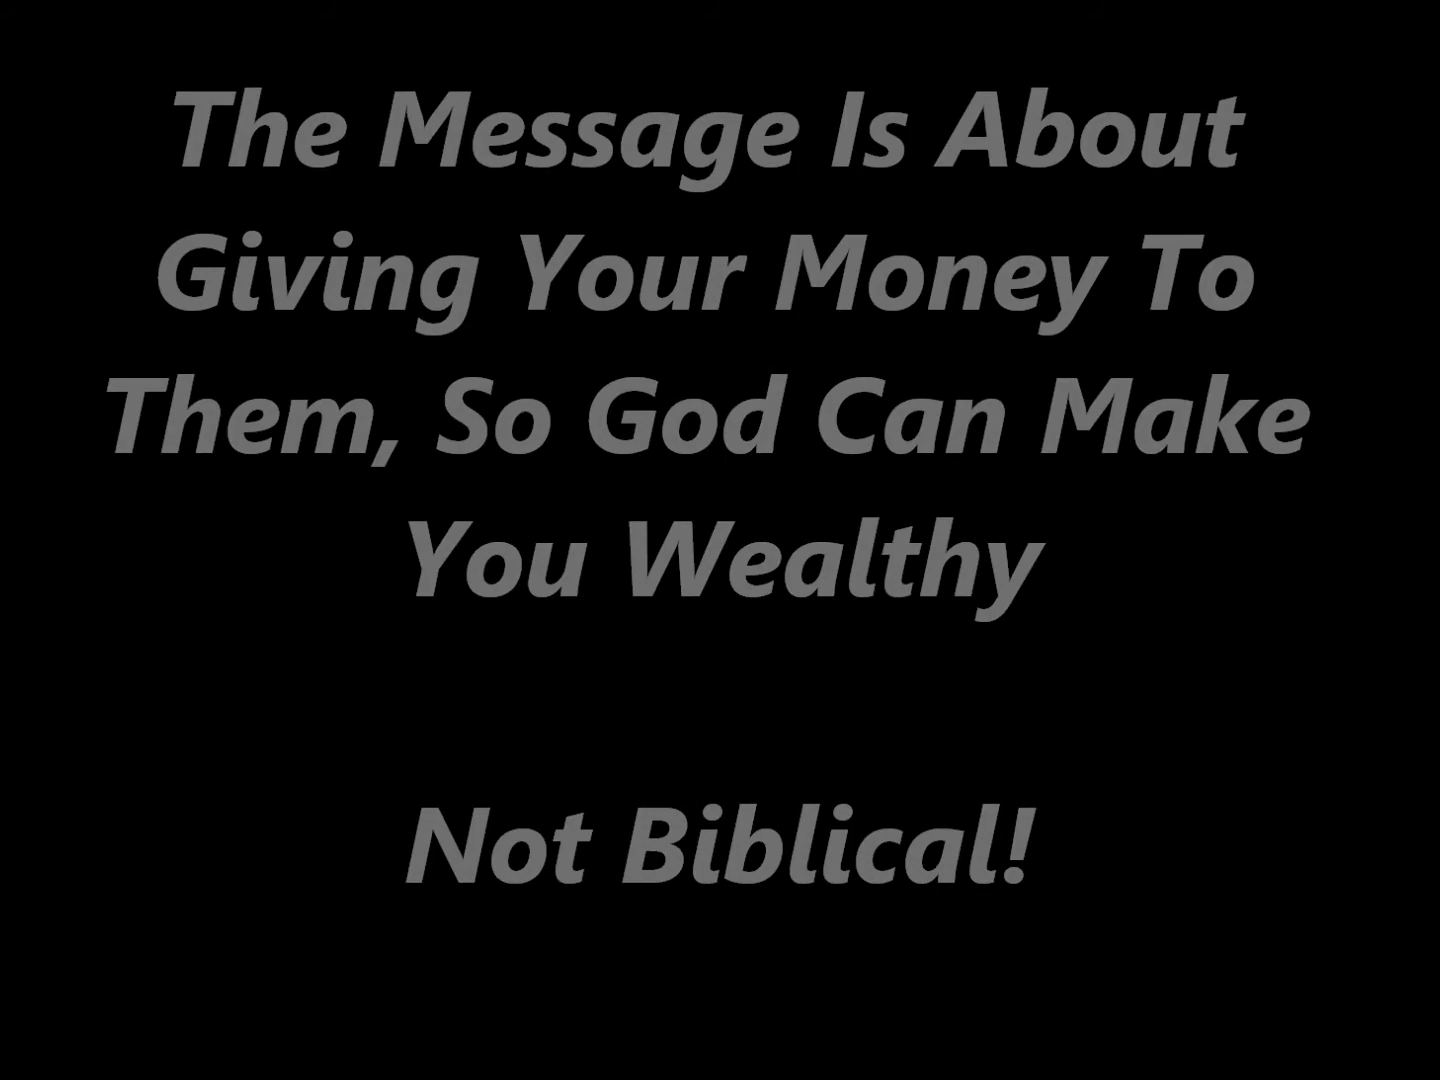 The Message Is About
Giving Your Money To
Them, So God Can Make
You Wealthy
Not Biblical!